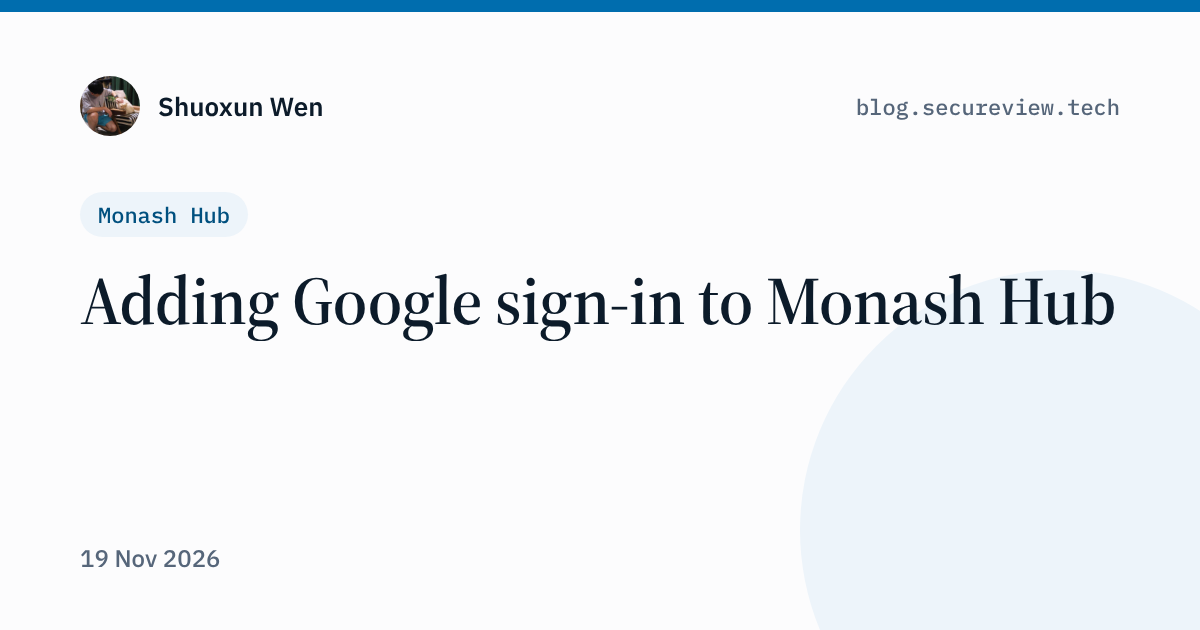 Shuoxun Wen
blog.secureview.tech
Monash Hub
Adding Google sign-in to Monash Hub
19 Nov 2026